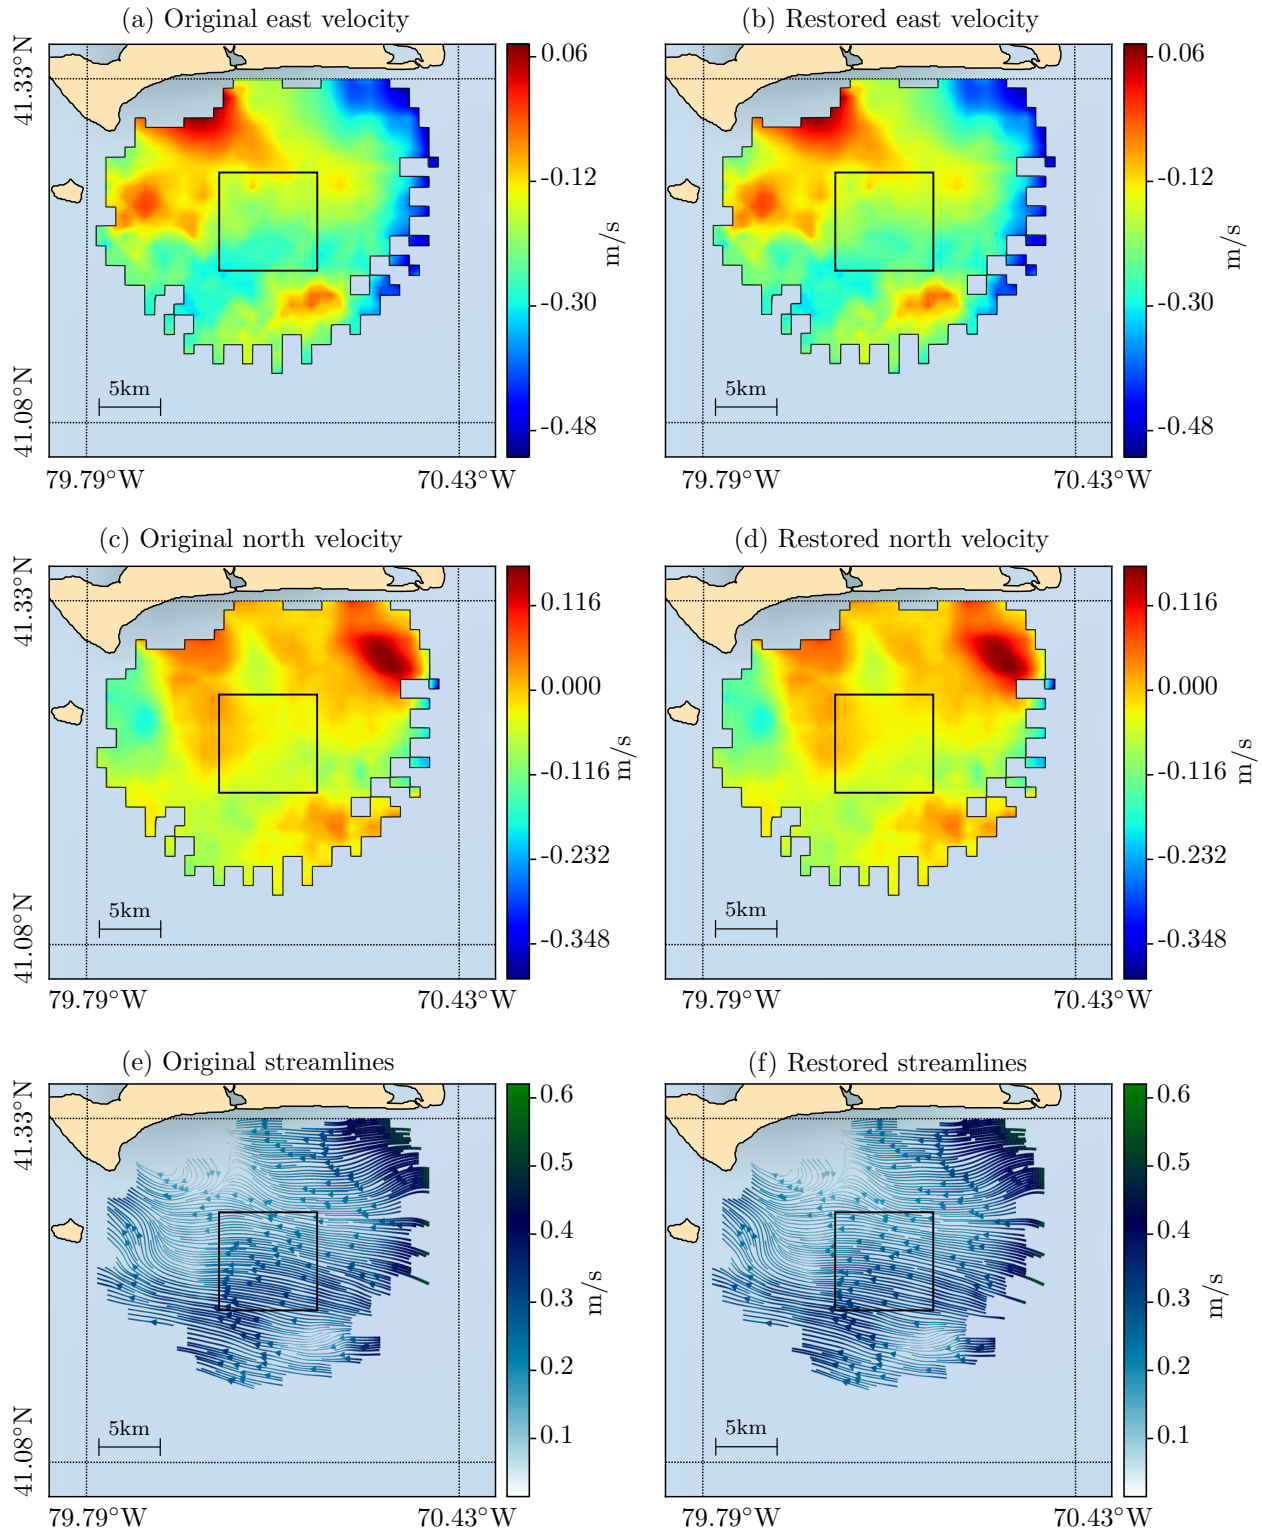 (a) Original east velocity
(b) Restored east velocity
41.33°N
41.08°N
79.79°W
70.43°W
5km
0.06
-0.12
-0.30
-0.48
m/s
79.79°W
70.43°W
5km
0.06
-0.12
-0.30
-0.48
m/s
(c) Original north velocity
(d) Restored north velocity
41.33°N
41.08°N
79.79°W
70.43°W
5km
0.116
0.000
-0.116
-0.232
-0.348
m/s
79.79°W
70.43°W
5km
0.116
0.000
-0.116
-0.232
-0.348
m/s
(e) Original streamlines
(f) Restored streamlines
41.33°N
41.08°N
79.79°W
70.43°W
5km
0.6
0.5
0.4
0.3
0.2
0.1
m/s
79.79°W
70.43°W
5km
0.6
0.5
0.4
0.3
0.2
0.1
m/s